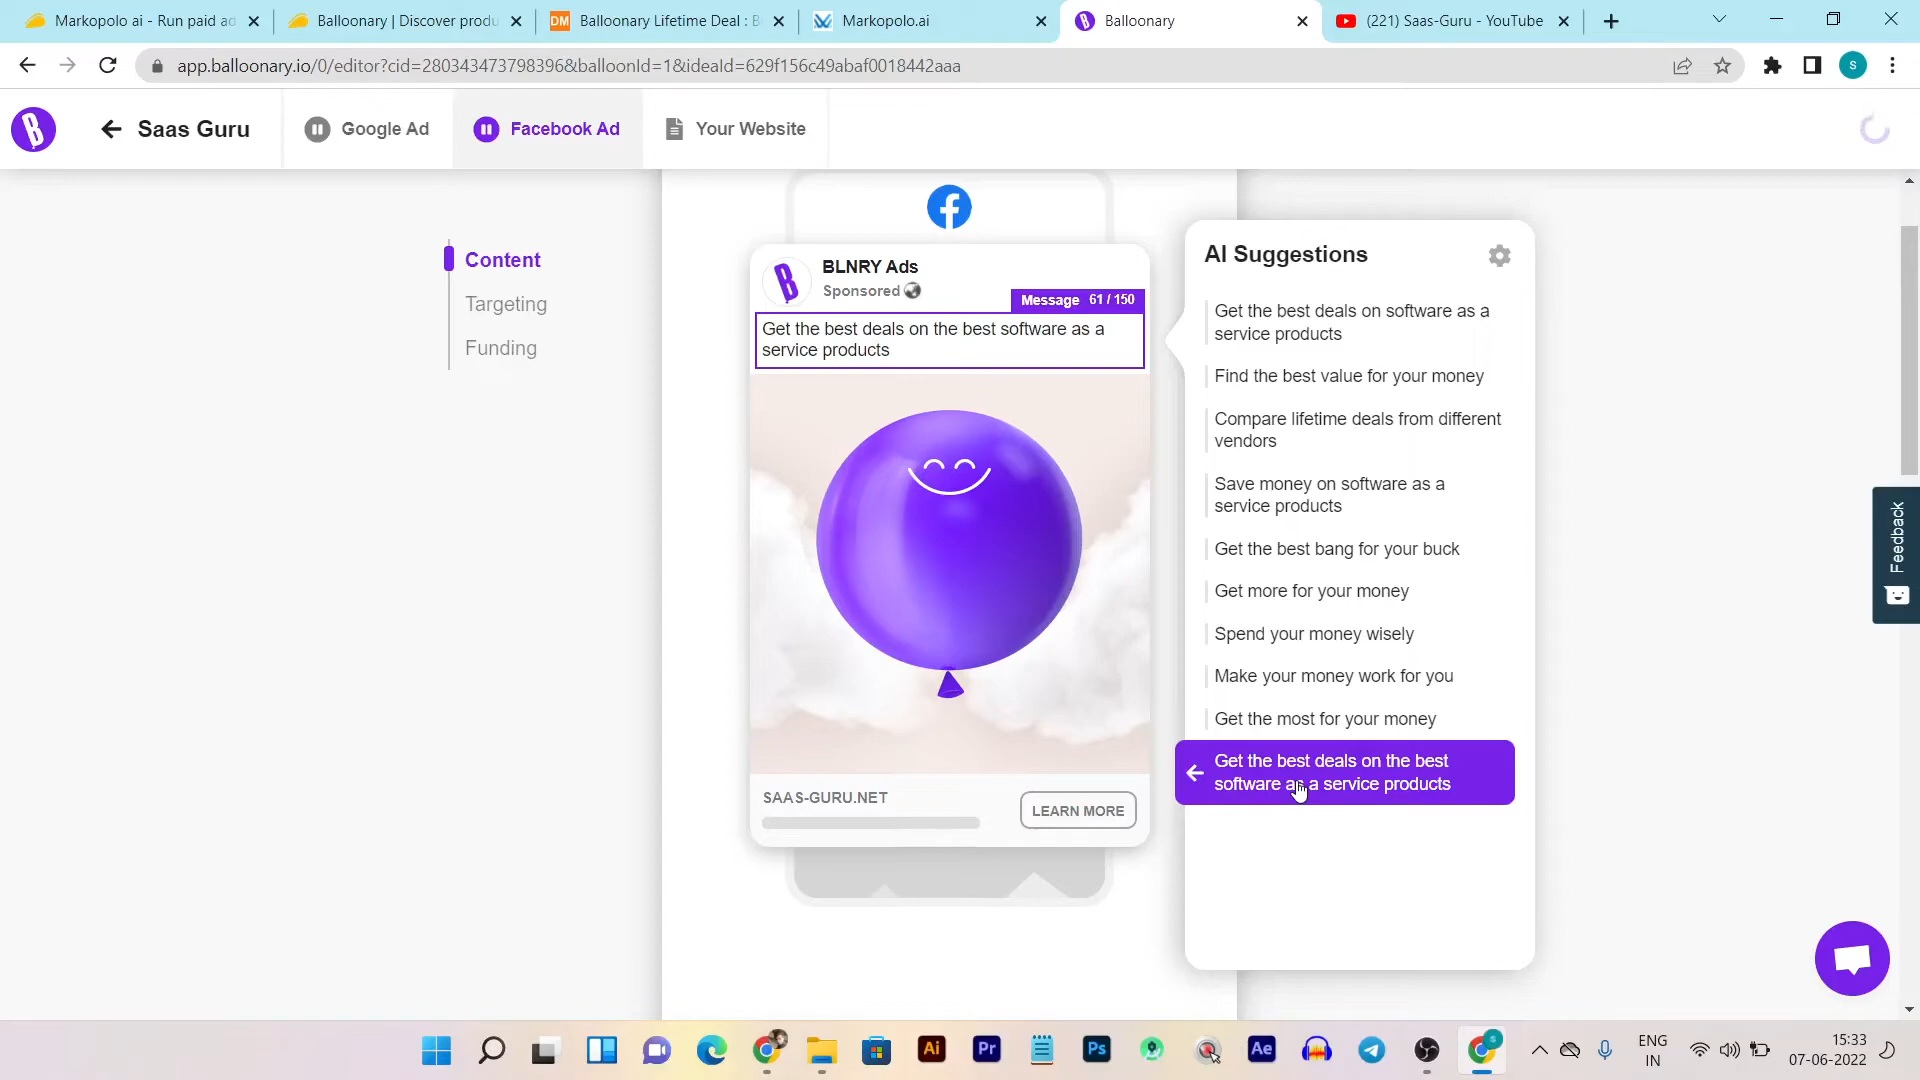 Markopolo ai - Run paid ad
Balloonary | Discover produ
DM
Balloonary Lifetime Deal : B
Markopolo.ai
Balloonary
(221) Saas-Guru - YouTube
app.balloonary.io/0/editor?cid=280343473798396&balloonId=1&ideaId=629f156c49abaf0018442aaa
S
Saas Guru
Google Ad
Facebook Ad
Your Website
Content
Targeting
Funding
BLNRY Ads
Sponsored
Message 61 / 150
Get the best deals on the best software as a
service products
SAAS-GURU.NET
LEARN MORE
AI Suggestions
Get the best deals on software as a
service products
Find the best value for your money
Compare lifetime deals from different
vendors
Save money on software as a
service products
Get the best bang for your buck
Get more for your money
Spend your money wisely
Make your money work for you
Get the most for your money
Get the best deals on the best
software as a service products
Feedback
Ai
Pr
Ps
Ae
S
ENG
IN
15:33
07-06-2022